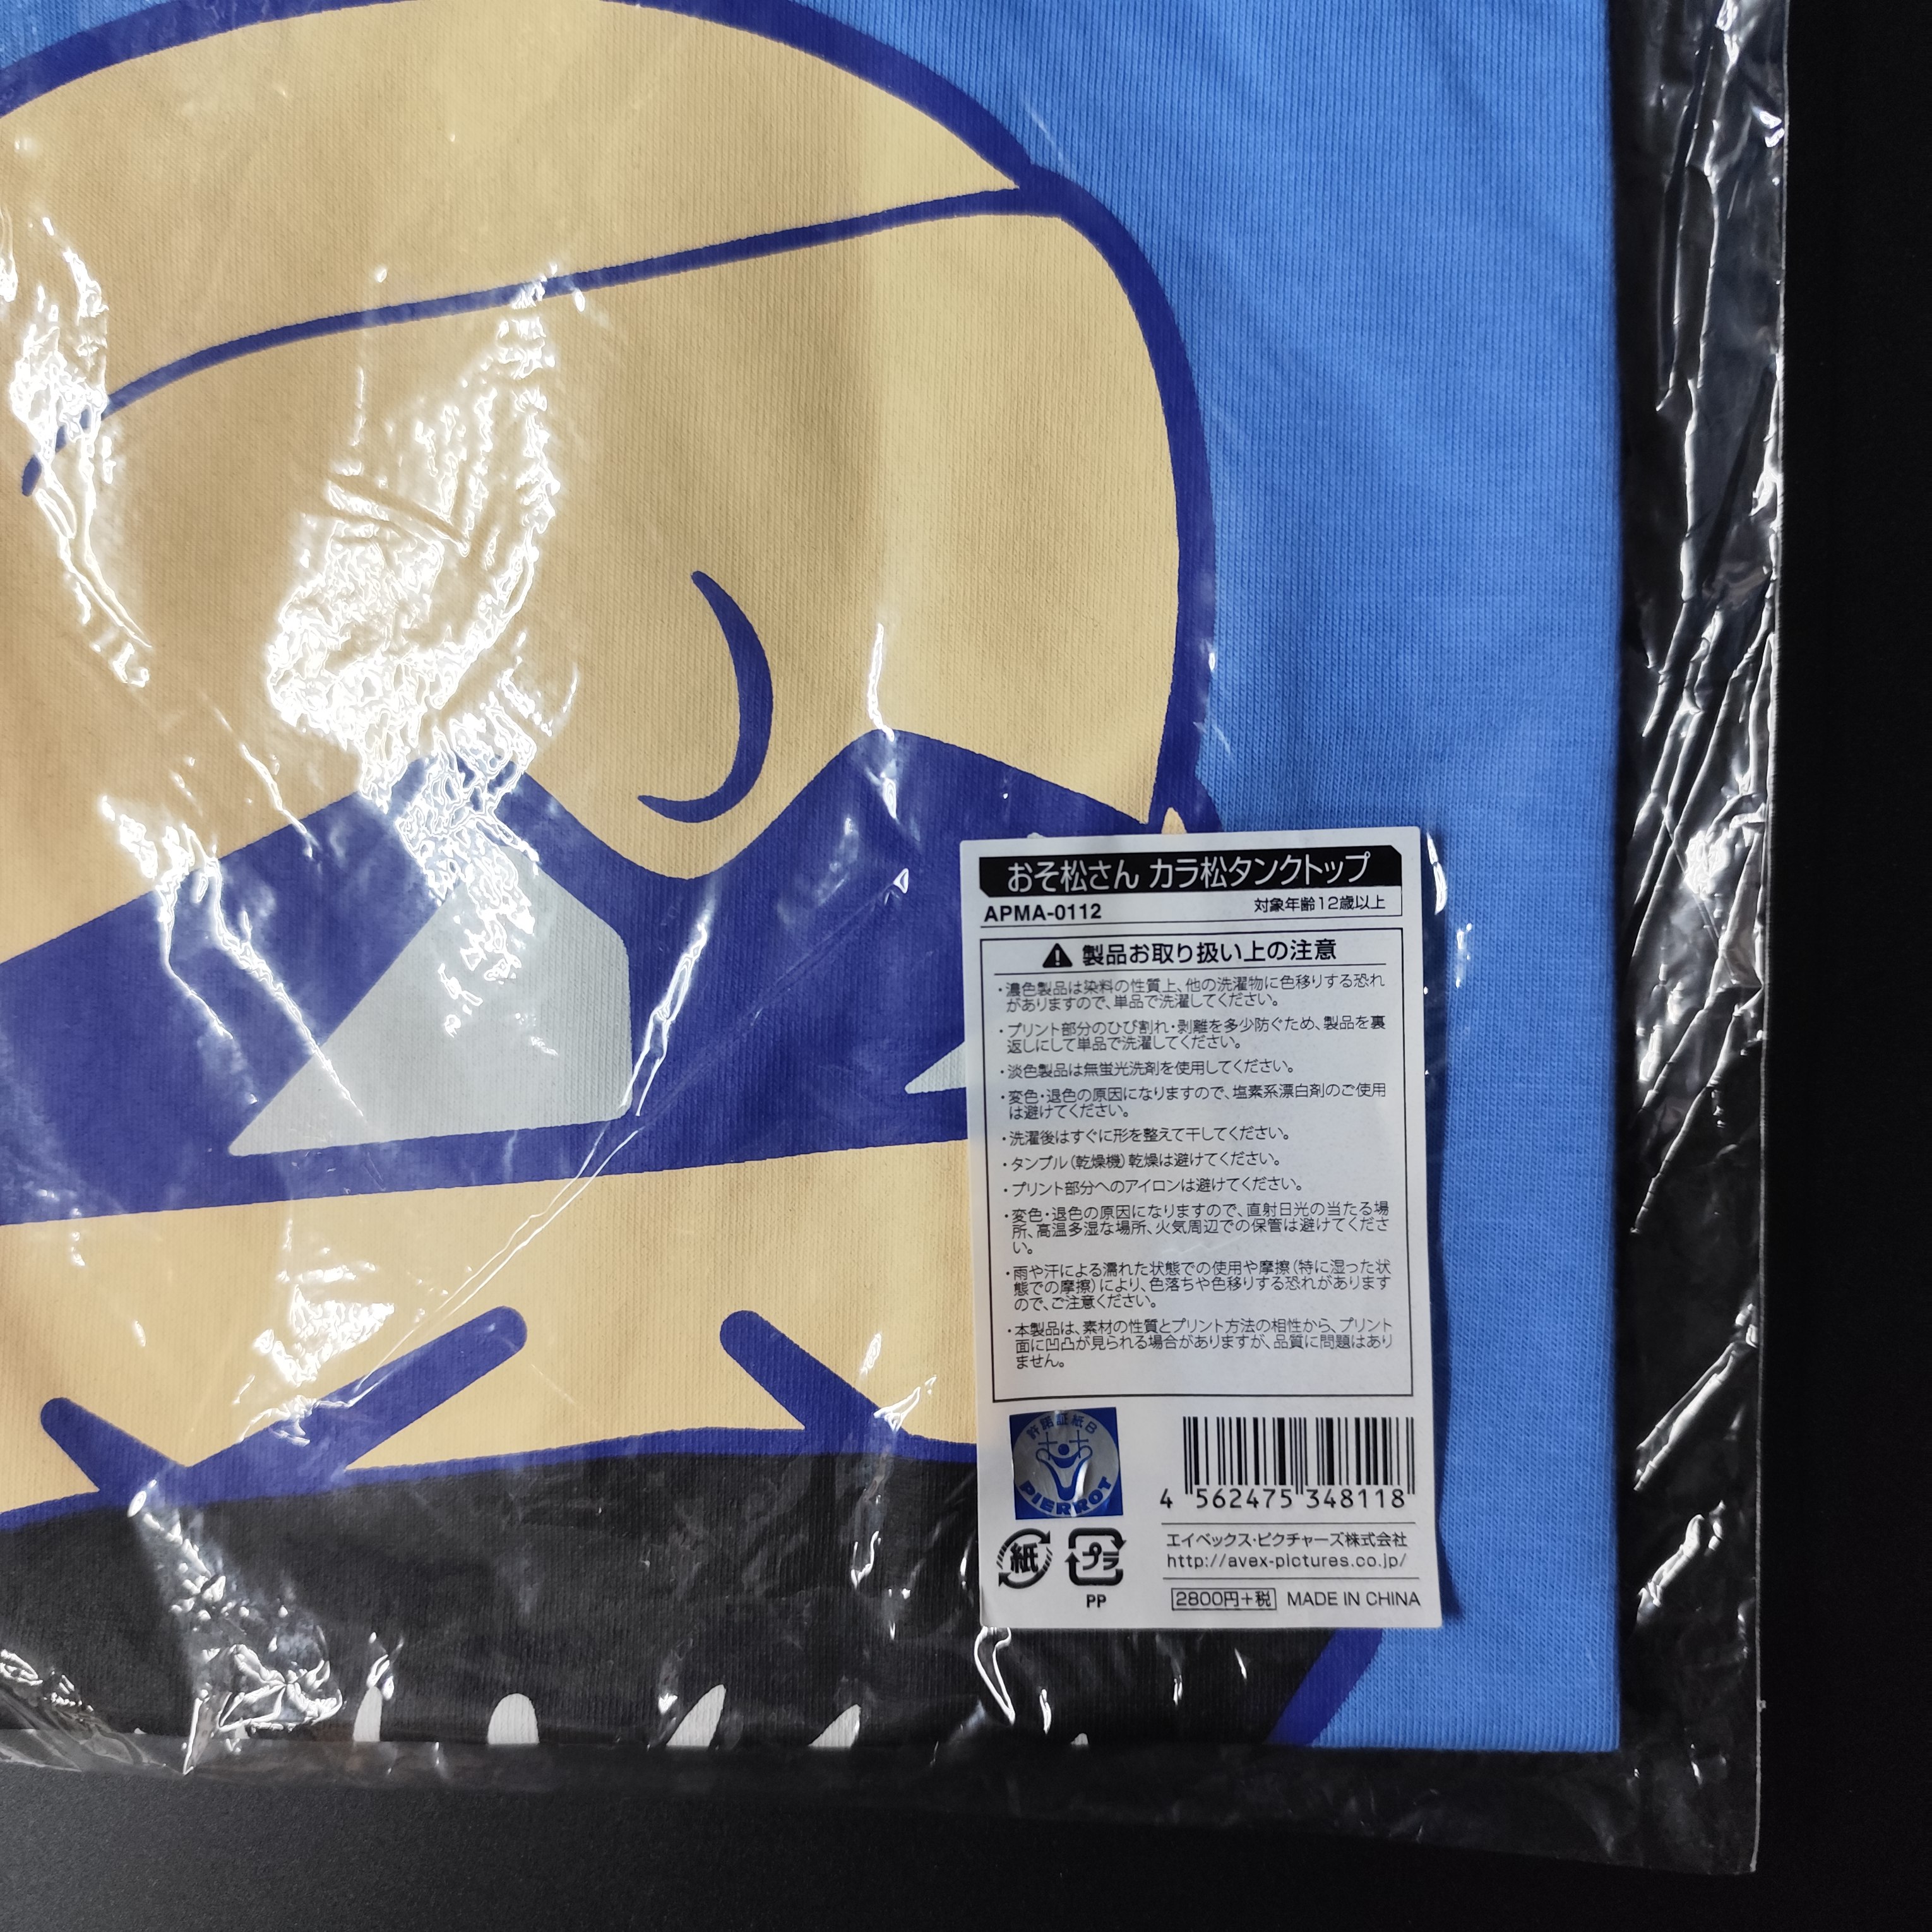 おそ松さん カラ松タンクトップ
APMA-0112
対象年齢12歳以上
製品お取り扱い上の注意
・濃色製品は染料の性質上、他の洗濯物に色移りする恐れ
がありますので、単品で洗濯してください。
・プリント部分のひび割れ・剥離を多少防ぐため、製品を裏
返しにして単品で洗濯してください。
・淡色製品は無蛍光洗剤を使用してください。
・変色・退色の原因になりますので、塩素系漂白剤のご使用
は避けてください。
・洗濯後はすぐに形を整えて干してください。
・タンブル(乾燥機)乾燥は避けてください。
・プリント部分へのアイロンは避けてください。
・変色・退色の原因になりますので、直射日光の当たる場
所、高温多湿な場所、火気周辺での保管は避けてくださ
い。
・雨や汗による濡れた状態での使用や摩擦(特に湿った状
態での摩擦)により、色落ちや色移りする恐れがあります
ので、ご注意ください。
・本製品は、素材の性質とプリント方法の相性から、プリント
面に凹凸が見られる場合がありますが、品質に問題はあり
ません。
許諾証紙B
PIERROT
4 562475 348118
紙
プラ
PP
エイベックス・ピクチャーズ株式会社
http://avex-pictures.co.jp/
2800円+税 MADE IN CHINA